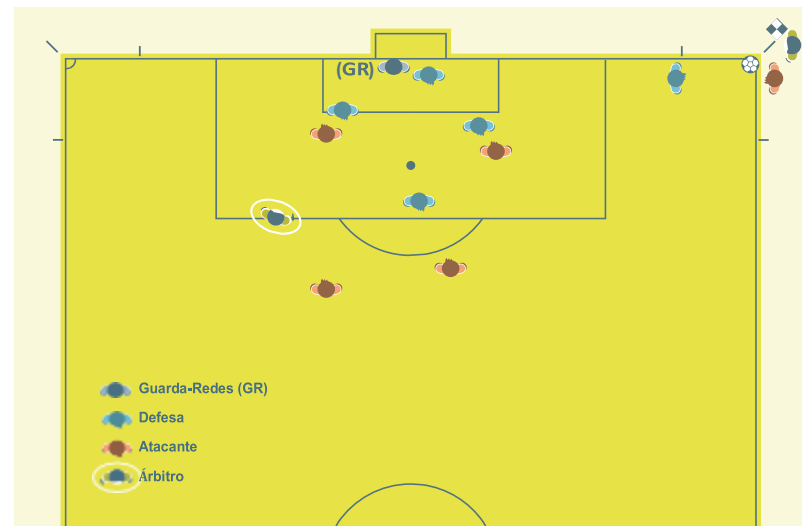 (GR)
Guarda-Redes (GR)
Defesa
Atacante
Árbitro